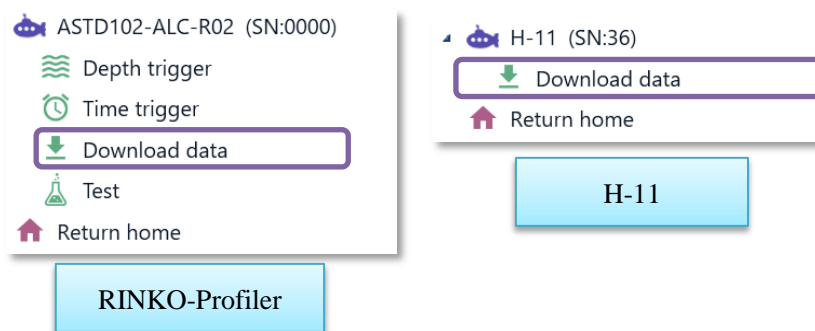 ASTD102-ALC-R02 (SN:0000)
Depth trigger
Time trigger
Download data
Test
Return home
RINKO-Profiler
H-11 (SN:36)
Download data
Return home
H-11